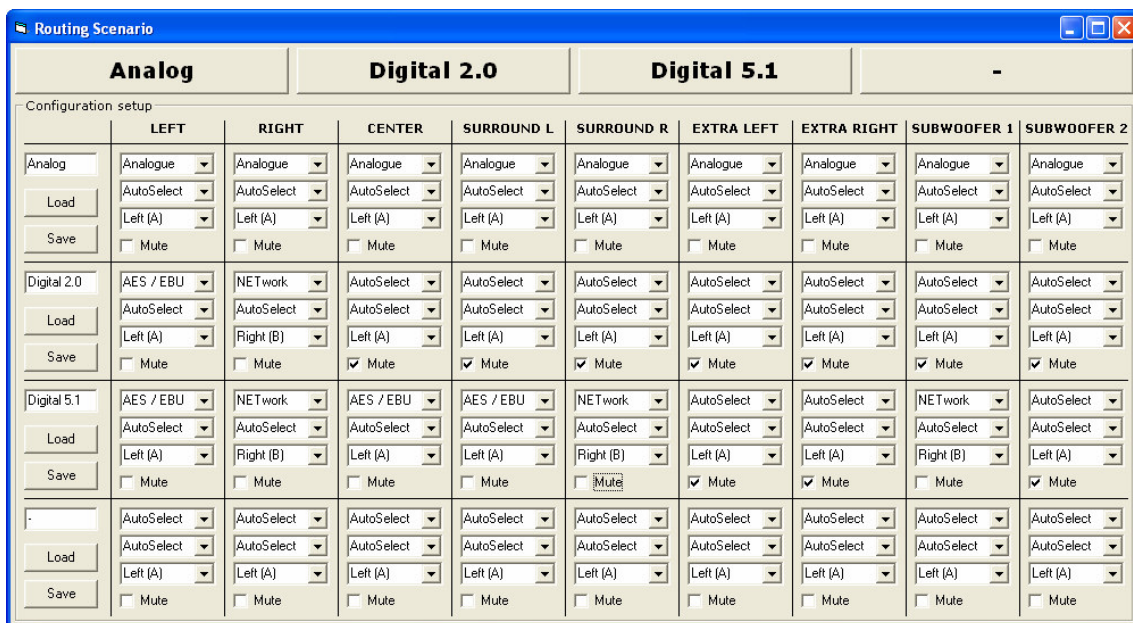 Routing Scenario
Analog Digital 2.0 Digital 5.1 -
Configuration setup
LEFT RIGHT CENTER SURROUND L SURROUND R EXTRA LEFT EXTRA RIGHT SUBWOOFER 1 SUBWOOFER 2
Analog Analogue Analogue Analogue Analogue Analogue Analogue Analogue Analogue Analogue
AutoSelect AutoSelect AutoSelect AutoSelect AutoSelect AutoSelect AutoSelect AutoSelect AutoSelect
Load
Left (A) Left (A) Left (A) Left (A) Left (A) Left (A) Left (A) Left (A) Left (A)
Save Mute Mute Mute Mute Mute Mute Mute Mute Mute
Digital 2.0 AES / EBU NETwork AutoSelect AutoSelect AutoSelect AutoSelect AutoSelect AutoSelect AutoSelect
AutoSelect AutoSelect AutoSelect AutoSelect AutoSelect AutoSelect AutoSelect AutoSelect AutoSelect
Load
Left (A) Right (B) Left (A) Left (A) Left (A) Left (A) Left (A) Left (A) Left (A)
Save Mute Mute Mute Mute Mute Mute Mute Mute Mute
Digital 5.1 AES / EBU NETwork AES / EBU AES / EBU NETwork AutoSelect AutoSelect NETwork AutoSelect
AutoSelect AutoSelect AutoSelect AutoSelect AutoSelect AutoSelect AutoSelect AutoSelect AutoSelect
Load
Left (A) Right (B) Left (A) Left (A) Right (B) Left (A) Left (A) Right (B) Left (A)
Save Mute Mute Mute Mute Mute Mute Mute Mute Mute
- AutoSelect AutoSelect AutoSelect AutoSelect AutoSelect AutoSelect AutoSelect AutoSelect AutoSelect
AutoSelect AutoSelect AutoSelect AutoSelect AutoSelect AutoSelect AutoSelect AutoSelect AutoSelect
Load
Left (A) Left (A) Left (A) Left (A) Left (A) Left (A) Left (A) Left (A) Left (A)
Save Mute Mute Mute Mute Mute Mute Mute Mute Mute